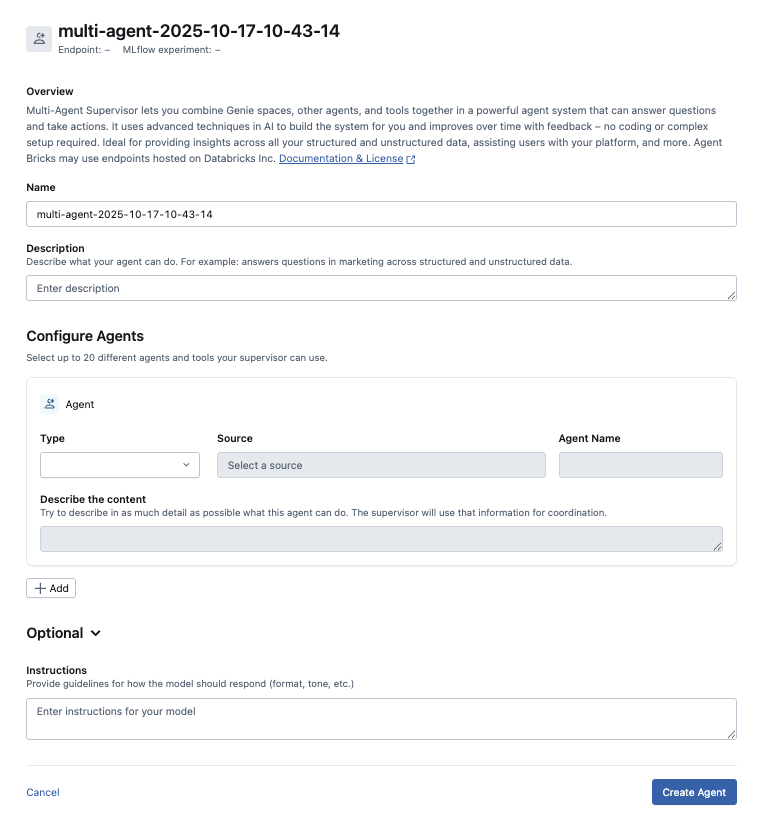 multi-agent-2025-10-17-10-43-14
Endpoint: – MLflow experiment: –
Overview
Multi-Agent Supervisor lets you combine Genie spaces, other agents, and tools together in a powerful agent system that can answer questions
and take actions. It uses advanced techniques in AI to build the system for you and improves over time with feedback – no coding or complex
setup required. Ideal for providing insights across all your structured and unstructured data, assisting users with your platform, and more. Agent
Bricks may use endpoints hosted on Databricks Inc. Documentation & License
Name
multi-agent-2025-10-17-10-43-14
Description
Describe what your agent can do. For example: answers questions in marketing across structured and unstructured data.
Enter description
Configure Agents
Select up to 20 different agents and tools your supervisor can use.
Agent
Type Source Agent Name
Select a source
Describe the content
Try to describe in as much detail as possible what this agent can do. The supervisor will use that information for coordination.
+ Add
Optional
Instructions
Provide guidelines for how the model should respond (format, tone, etc.)
Enter instructions for your model
Cancel Create Agent